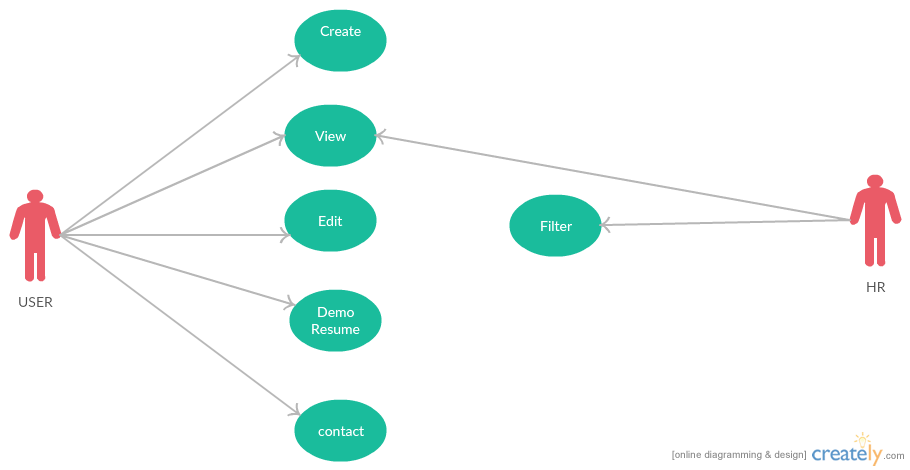 Create
View
Edit
Filter
USER
HR
Demo
Resume
contact
[online diagramming & design] creately.com